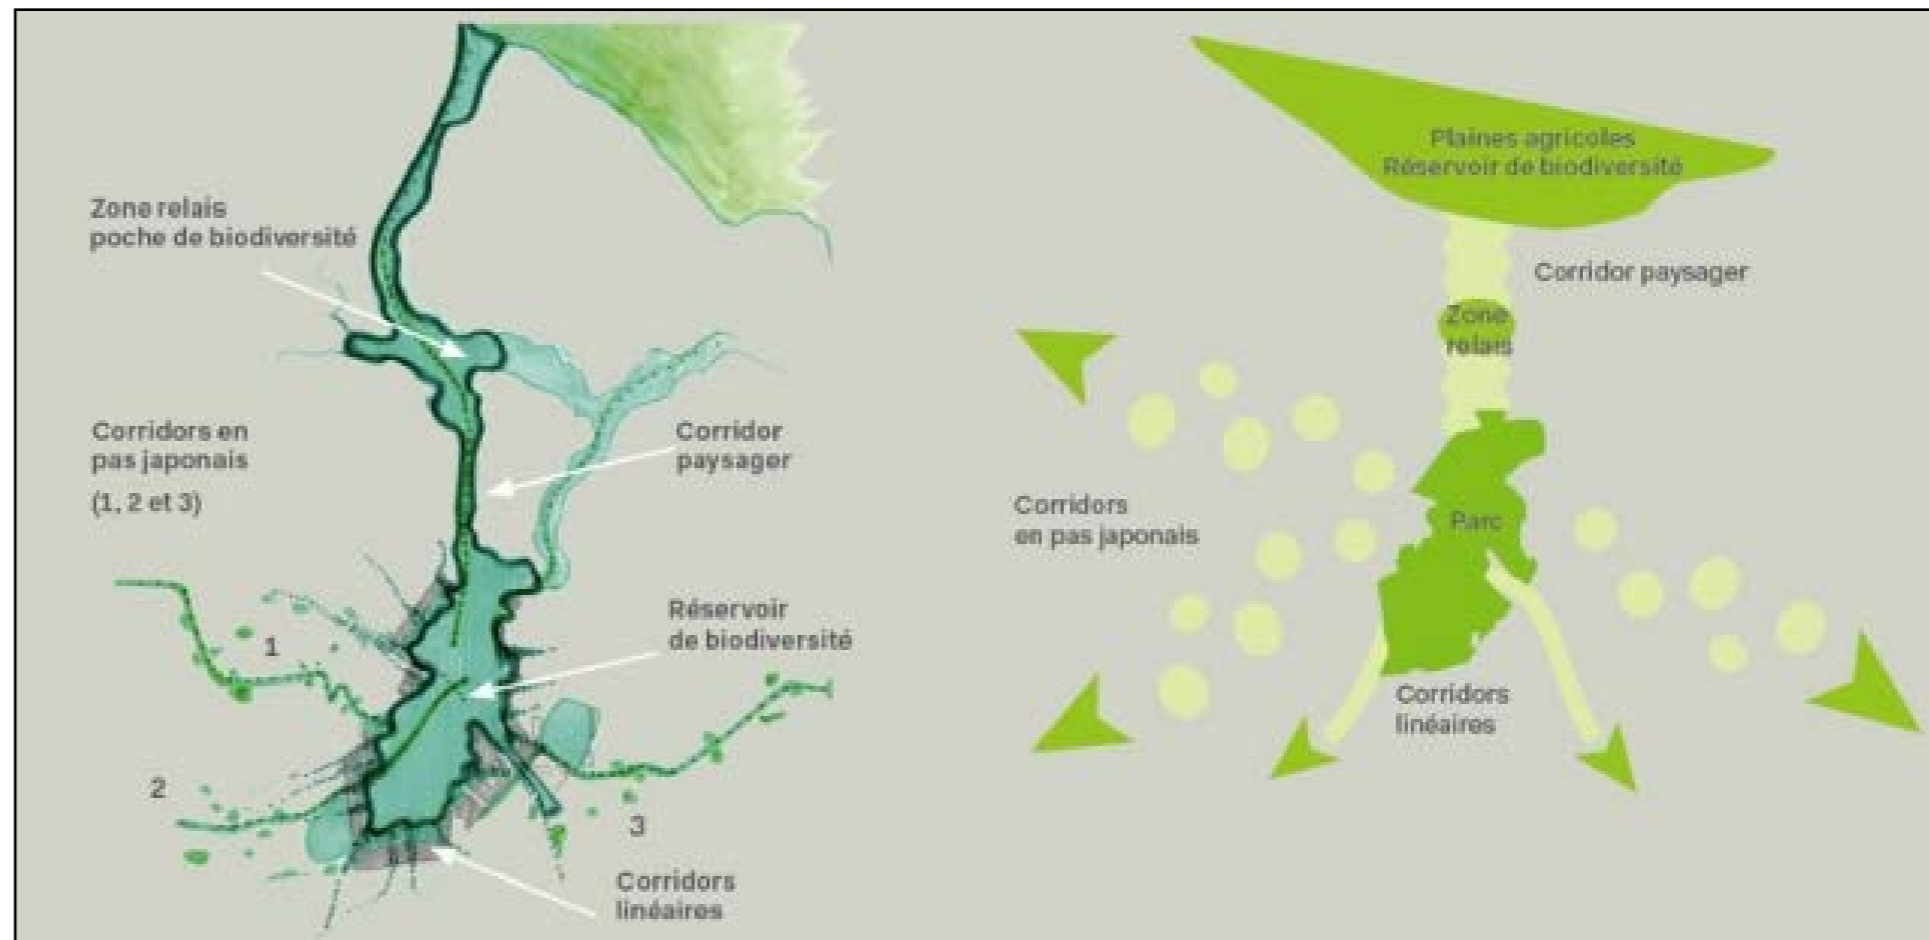 Zone relais
poche de biodiversité
Corridors en
pas japonais
(1, 2 et 3)
Corridor
paysager
Réservoir
de biodiversité
1
2
3
Corridors
linéaires
Plaines agricoles
Réservoir de biodiversité
Corridor paysager
Zone
relais
Corridors
en pas japonais
Parc
Corridors
linéaires